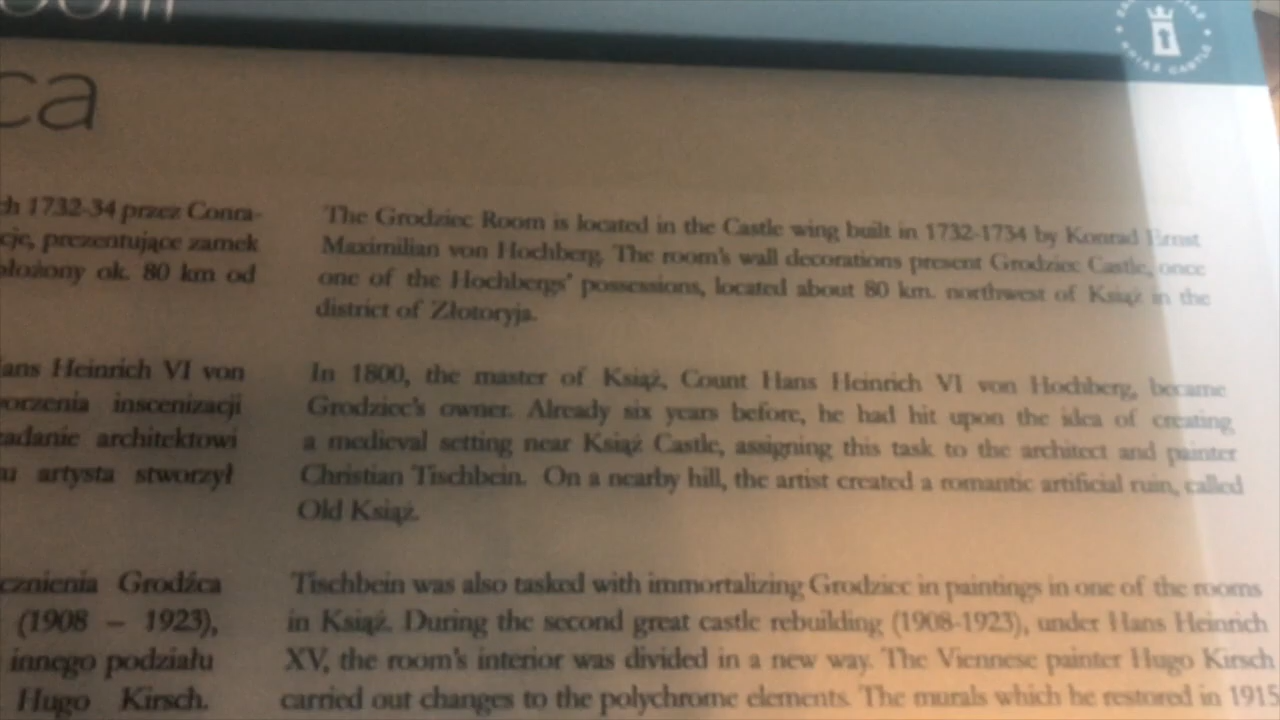 oom
KSIĄŻ CASTLE
ca
ch 1732-34 przez Conra-
cje, prezentujące zamek
ałożony ok. 80 km od
ans Heinrich VI von
worzenia inscenizacji
zadanie architektowi
u artysta stworzył
cznienia Grodźca
(1908 – 1923),
innego podziału
Hugo Kirsch.
The Grodziec Room is located in the Castle wing built in 1732-1734 by Konrad Ernst
Maximilian von Hochberg. The room's wall decorations present Grodziec Castle, once
one of the Hochbergs' possessions, located about 80 km. northwest of Książ in the
district of Złotoryja.
In 1800, the master of Książ, Count Hans Heinrich VI von Hochberg, became
Grodziec's owner. Already six years before, he had hit upon the idea of creating
a medieval setting near Książ Castle, assigning this task to the architect and painter
Christian Tischbein. On a nearby hill, the artist created a romantic artificial ruin, called
Old Książ.
Tischbein was also tasked with immortalizing Grodziec in paintings in one of the rooms
in Książ. During the second great castle rebuilding (1908-1923), under Hans Heinrich
XV, the room's interior was divided in a new way. The Viennese painter Hugo Kirsch
carried out changes to the polychrome elements. The murals which he restored in 1915